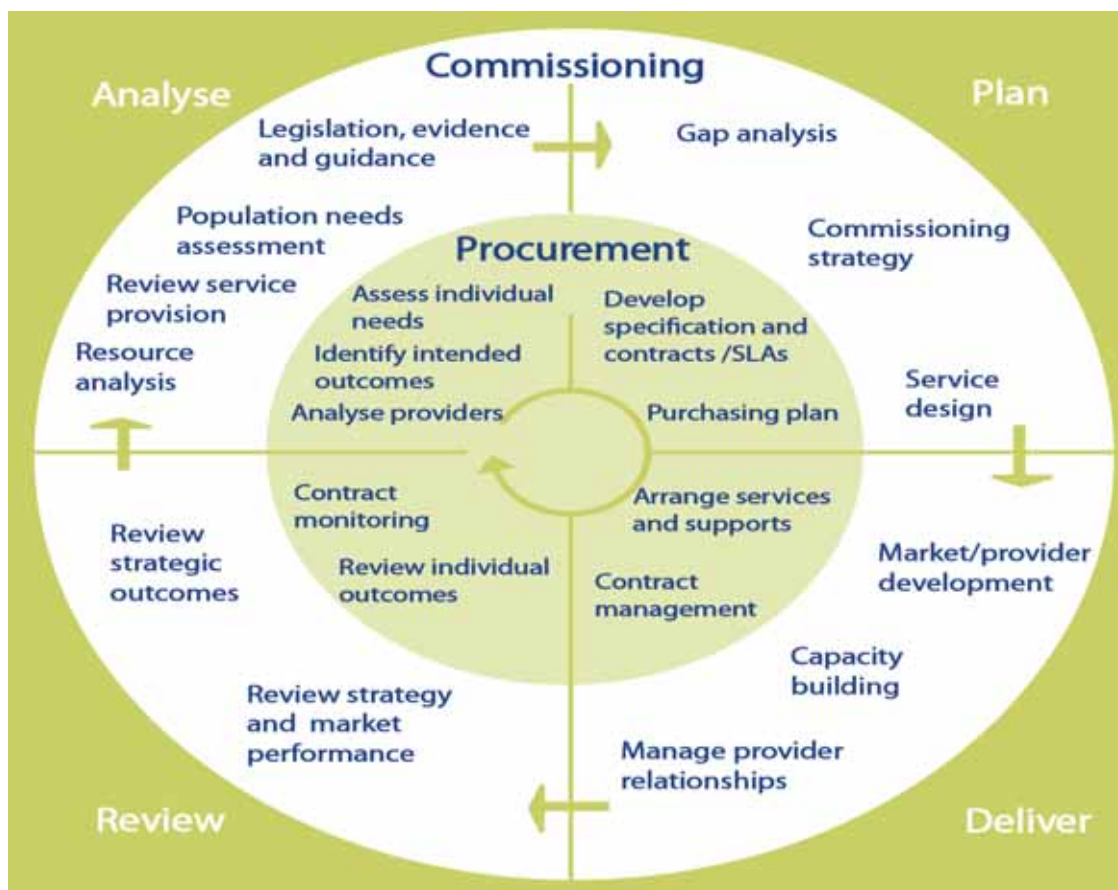 Commissioning
Analyse
Plan
Legislation, evidence
and guidance
Gap analysis
Population needs
assessment
Commissioning
strategy
Review service
provision
Resource
analysis
Service
design
Procurement
Assess individual
needs
Identify intended
outcomes
Analyse providers
Develop
specification and
contracts /SLAs
Purchasing plan
Contract
monitoring
Review individual
outcomes
Arrange services
and supports
Contract
management
Review
strategic
outcomes
Market/provider
development
Capacity
building
Review strategy
and market
performance
Manage provider
relationships
Review
Deliver